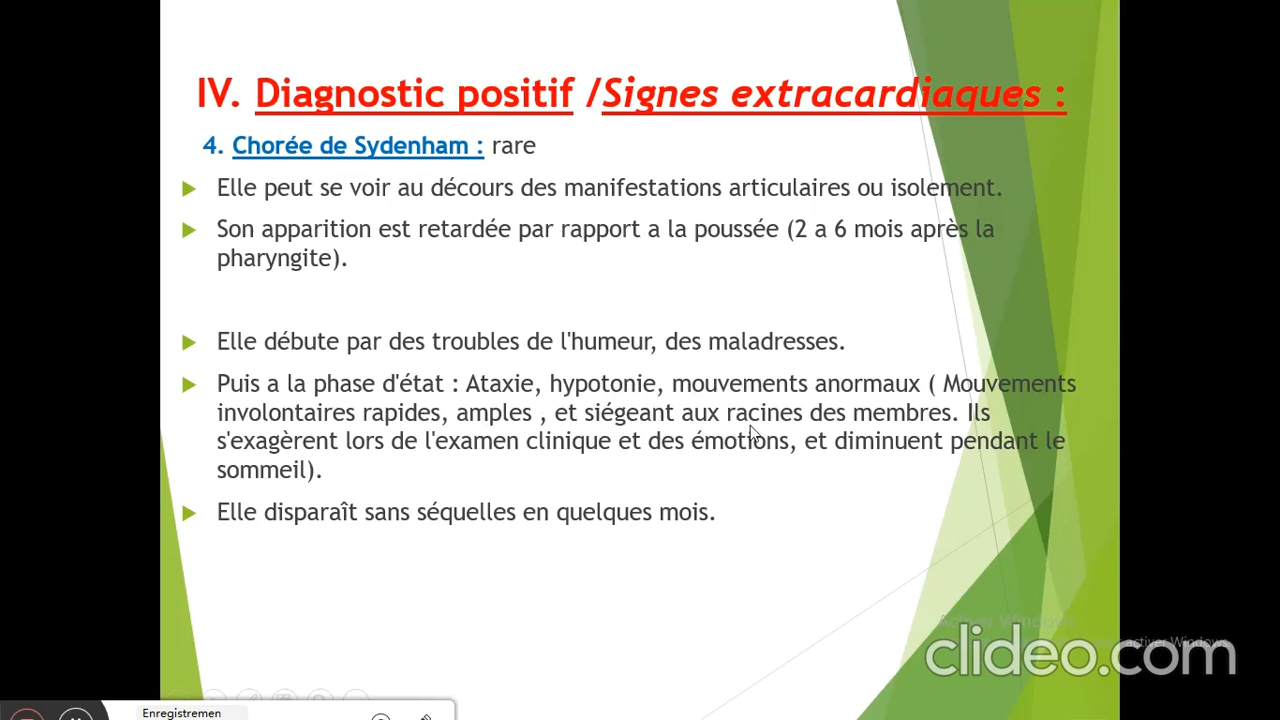 IV. Diagnostic positif /Signes extracardiaques :
4. Chorée de Sydenham : rare
Elle peut se voir au décours des manifestations articulaires ou isolement.
Son apparition est retardée par rapport a la poussée (2 a 6 mois après la
pharyngite).
Elle débute par des troubles de l'humeur, des maladresses.
Puis a la phase d'état : Ataxie, hypotonie, mouvements anormaux ( Mouvements
involontaires rapides, amples , et siégeant aux racines des membres. Ils
s'exagèrent lors de l'examen clinique et des émotions, et diminuent pendant le
sommeil).
Elle disparaît sans séquelles en quelques mois.
Activer Windows
activer Windows
clideo.com
Enregistremen